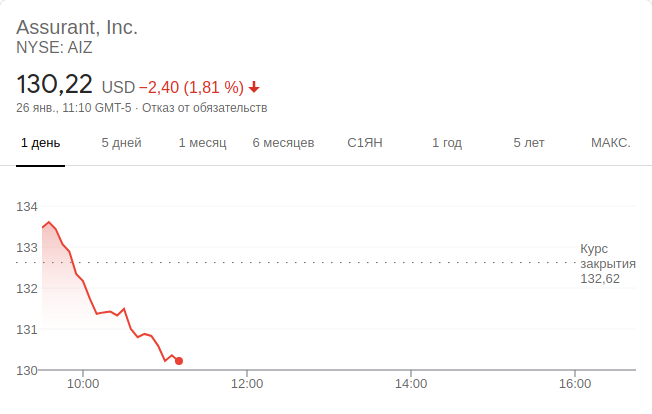 Assurant, Inc.
NYSE: AIZ
130,22 USD −2,40 (1,81 %)
26 янв., 11:10 GMT-5 · Отказ от обязательств
1 день 5 дней 1 месяц 6 месяцев С1ЯН 1 год 5 лет МАКС.
134
133
132
131
130
Курс
закрытия
132,62
10:00 12:00 14:00 16:00